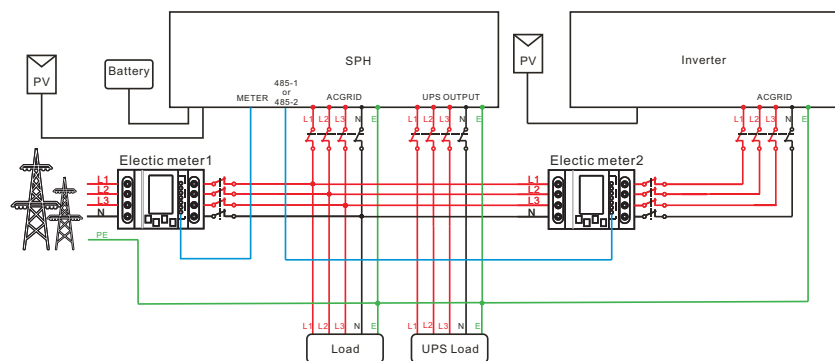 SPH
Inverter
PV
Battery
PV
METER
485-1
or
485-2
ACGRID
UPS OUTPUT
ACGRID
L1 L2 L3 N E
L1 L2 L3 N E
L1 L2 L3 N E
Electic meter1
Electic meter2
L1
L2
L3
N
PE
L1
L2
L3
N
L1 L2 L3 N E
L1 L2 L3 N E
Load
UPS Load